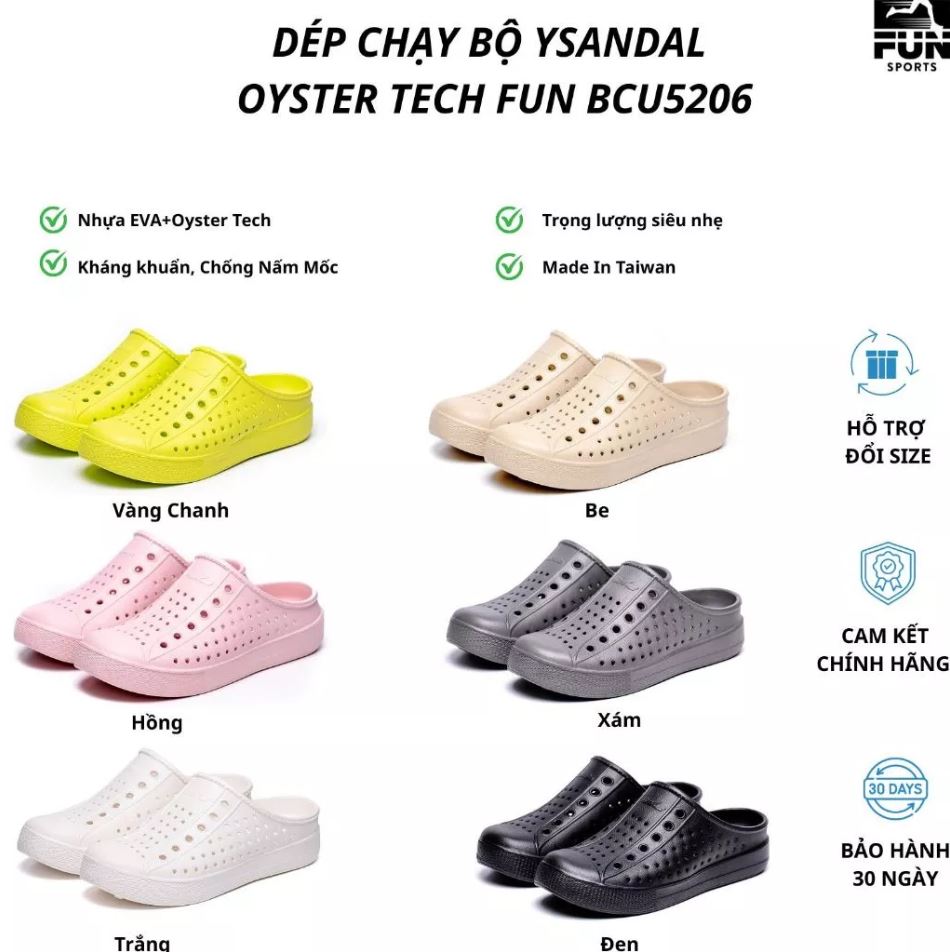 DÉP CHẠY BỘ YSANDAL
OYSTER TECH FUN BCU5206
FUN
SPORTS
Nhựa EVA+Oyster Tech
Trọng lượng siêu nhẹ
Kháng khuẩn, Chống Nấm Mốc
Made In Taiwan
Vàng Chanh
Be
HỖ TRỢ
ĐỔI SIZE
Hồng
Xám
CAM KẾT
CHÍNH HÃNG
30 DAYS
BẢO HÀNH
30 NGÀY
Trắng
Đen